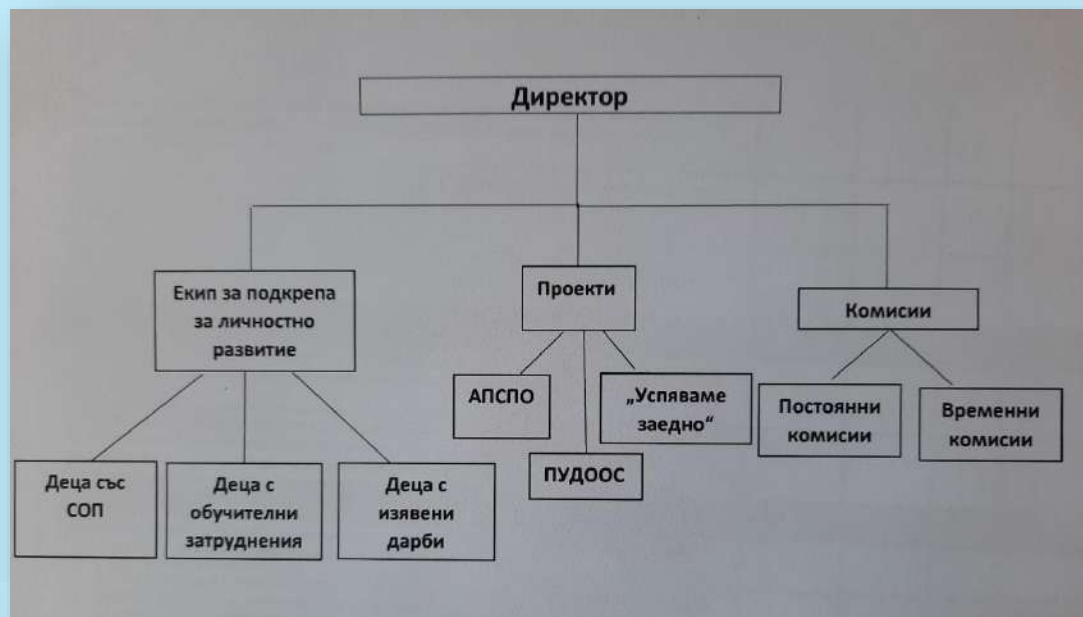 Директор
Екип за подкрепа
за личностно
развитие
Проекти
Комисии
АПСПО
„Успяваме
заедно“
ПУДООС
Постоянни
комисии
Временни
комисии
Деца със
СОП
Деца с
обучителни
затруднения
Деца с
изявени
дарби